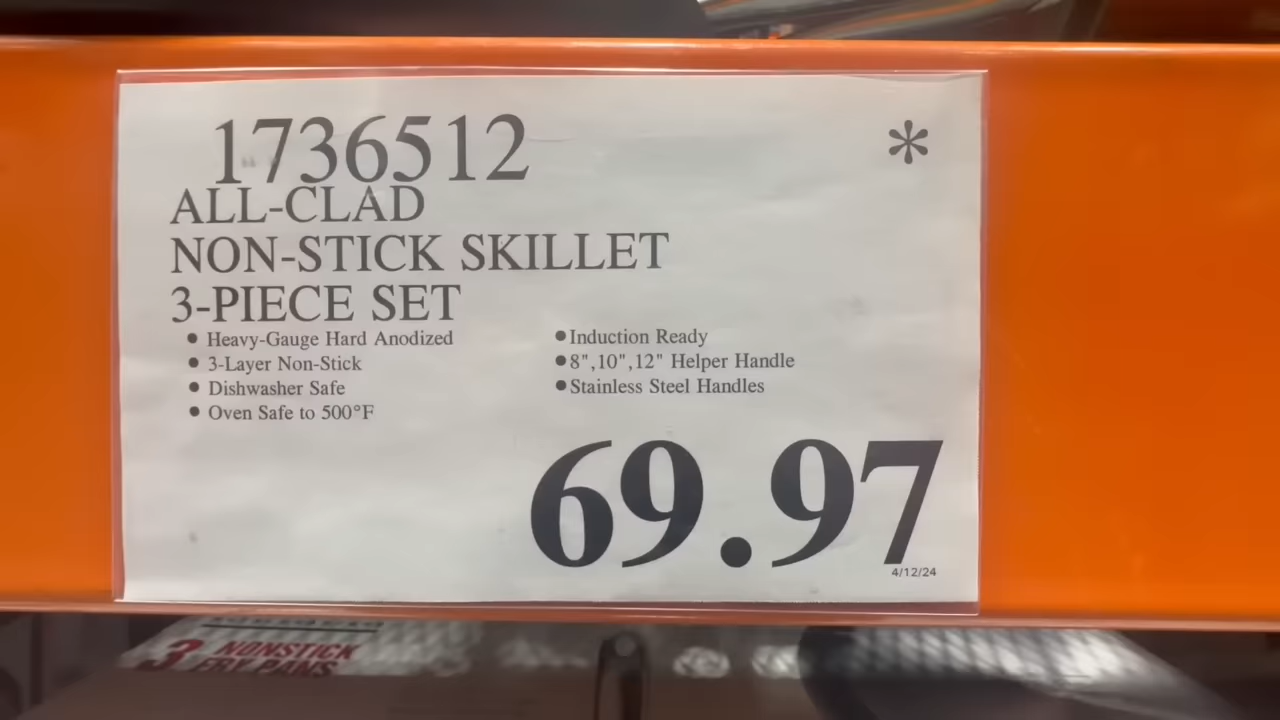 1736512
*
ALL-CLAD
NON-STICK SKILLET
3-PIECE SET
● Heavy-Gauge Hard Anodized
● 3-Layer Non-Stick
● Dishwasher Safe
● Oven Safe to 500°F
●Induction Ready
●8",10",12" Helper Handle
●Stainless Steel Handles
69.97
4/12/24
3 NONSTICK
FRY PANS